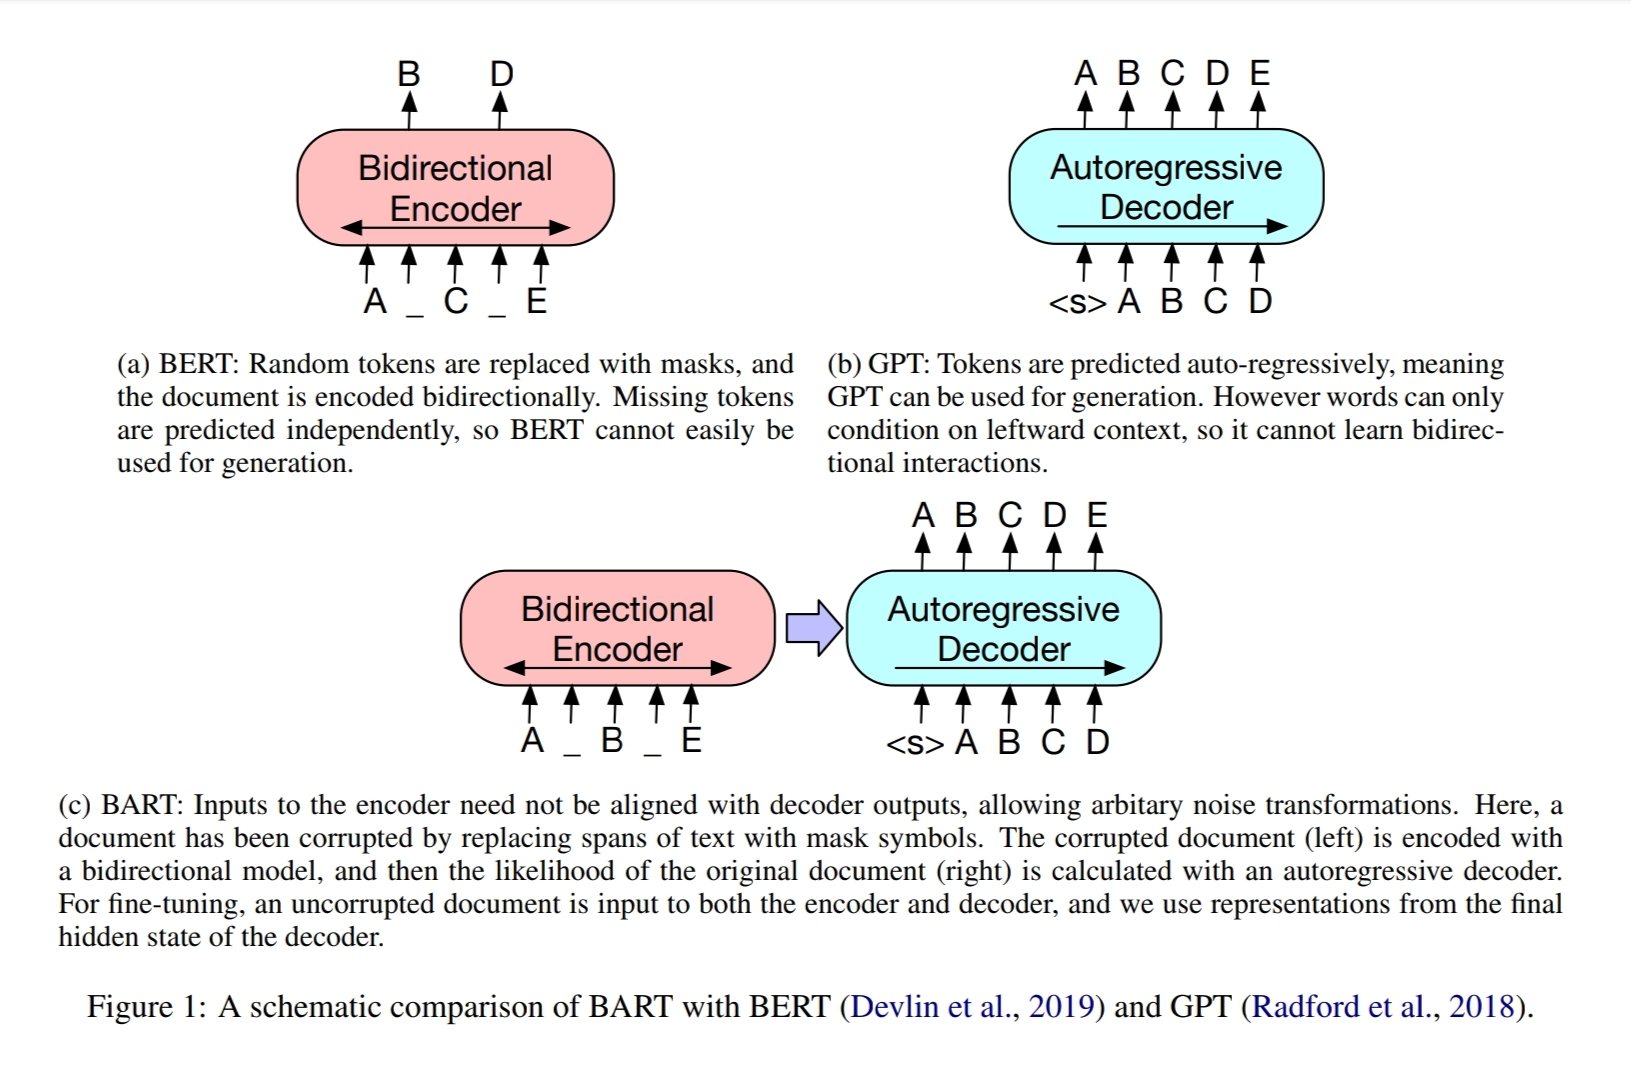 B D
Bidirectional
Encoder
A _ C _ E
A B C D E
Autoregressive
Decoder
<s> A B C D
(a) BERT: Random tokens are replaced with masks, and
the document is encoded bidirectionally. Missing tokens
are predicted independently, so BERT cannot easily be
used for generation.
(b) GPT: Tokens are predicted auto-regressively, meaning
GPT can be used for generation. However words can only
condition on leftward context, so it cannot learn bidirec-
tional interactions.
Bidirectional
Encoder
A _ B _ E
A B C D E
Autoregressive
Decoder
<s> A B C D
(c) BART: Inputs to the encoder need not be aligned with decoder outputs, allowing arbitary noise transformations. Here, a
document has been corrupted by replacing spans of text with mask symbols. The corrupted document (left) is encoded with
a bidirectional model, and then the likelihood of the original document (right) is calculated with an autoregressive decoder.
For fine-tuning, an uncorrupted document is input to both the encoder and decoder, and we use representations from the final
hidden state of the decoder.
Figure 1: A schematic comparison of BART with BERT (Devlin et al., 2019) and GPT (Radford et al., 2018).